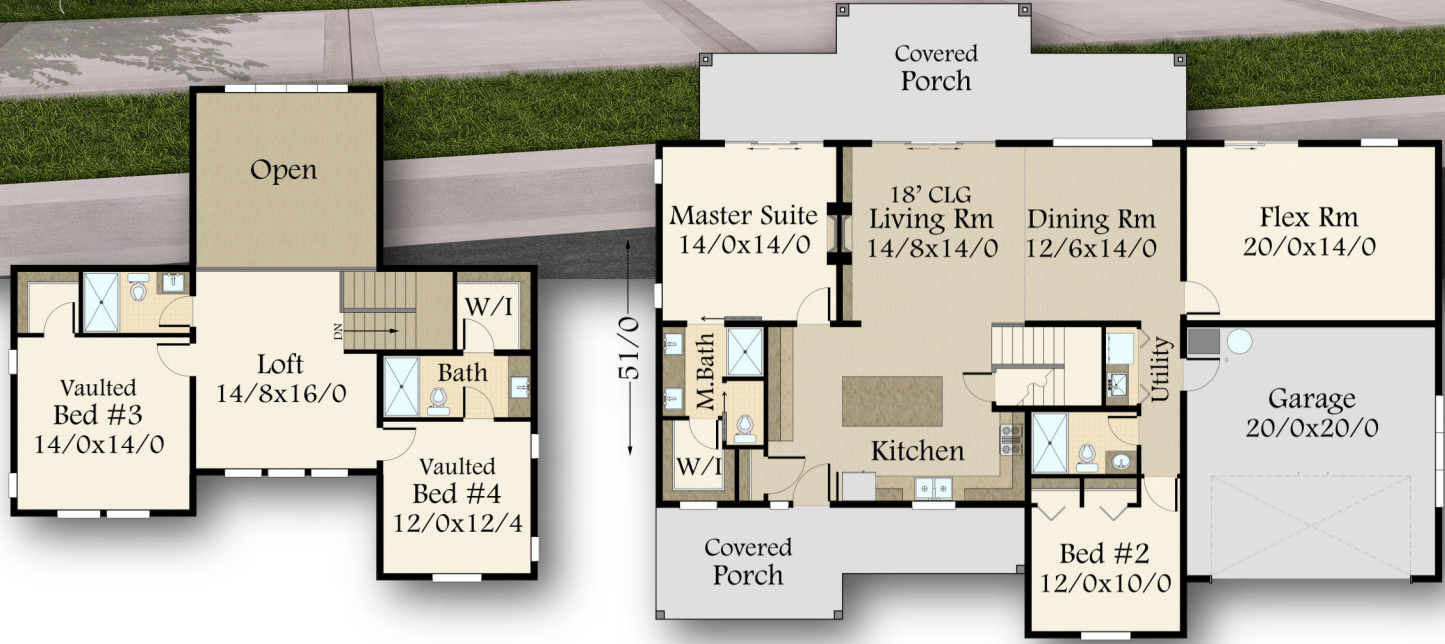 Open
W/I
DN
Loft
14/8x16/0
Bath
Vaulted
Bed #3
14/0x14/0
Vaulted
Bed #4
12/0x12/4
51/0
Covered
Porch
Master Suite
14/0x14/0
18' CLG
Living Rm
14/8x14/0
Dining Rm
12/6x14/0
Flex Rm
20/0x14/0
M.Bath
W/I
Kitchen
Utility
Garage
20/0x20/0
Covered
Porch
Bed #2
12/0x10/0